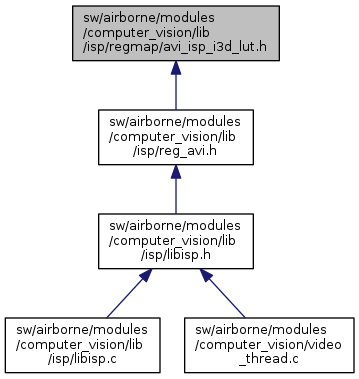 sw/airborne/modules
/computer_vision/lib
/isp/regmap/avi_isp_i3d_lut.h
sw/airborne/modules
/computer_vision/lib
/isp/reg_avi.h
sw/airborne/modules
/computer_vision/lib
/isp/libisp.h
sw/airborne/modules
/computer_vision/lib
/isp/libisp.c
sw/airborne/modules
/computer_vision/video
_thread.c